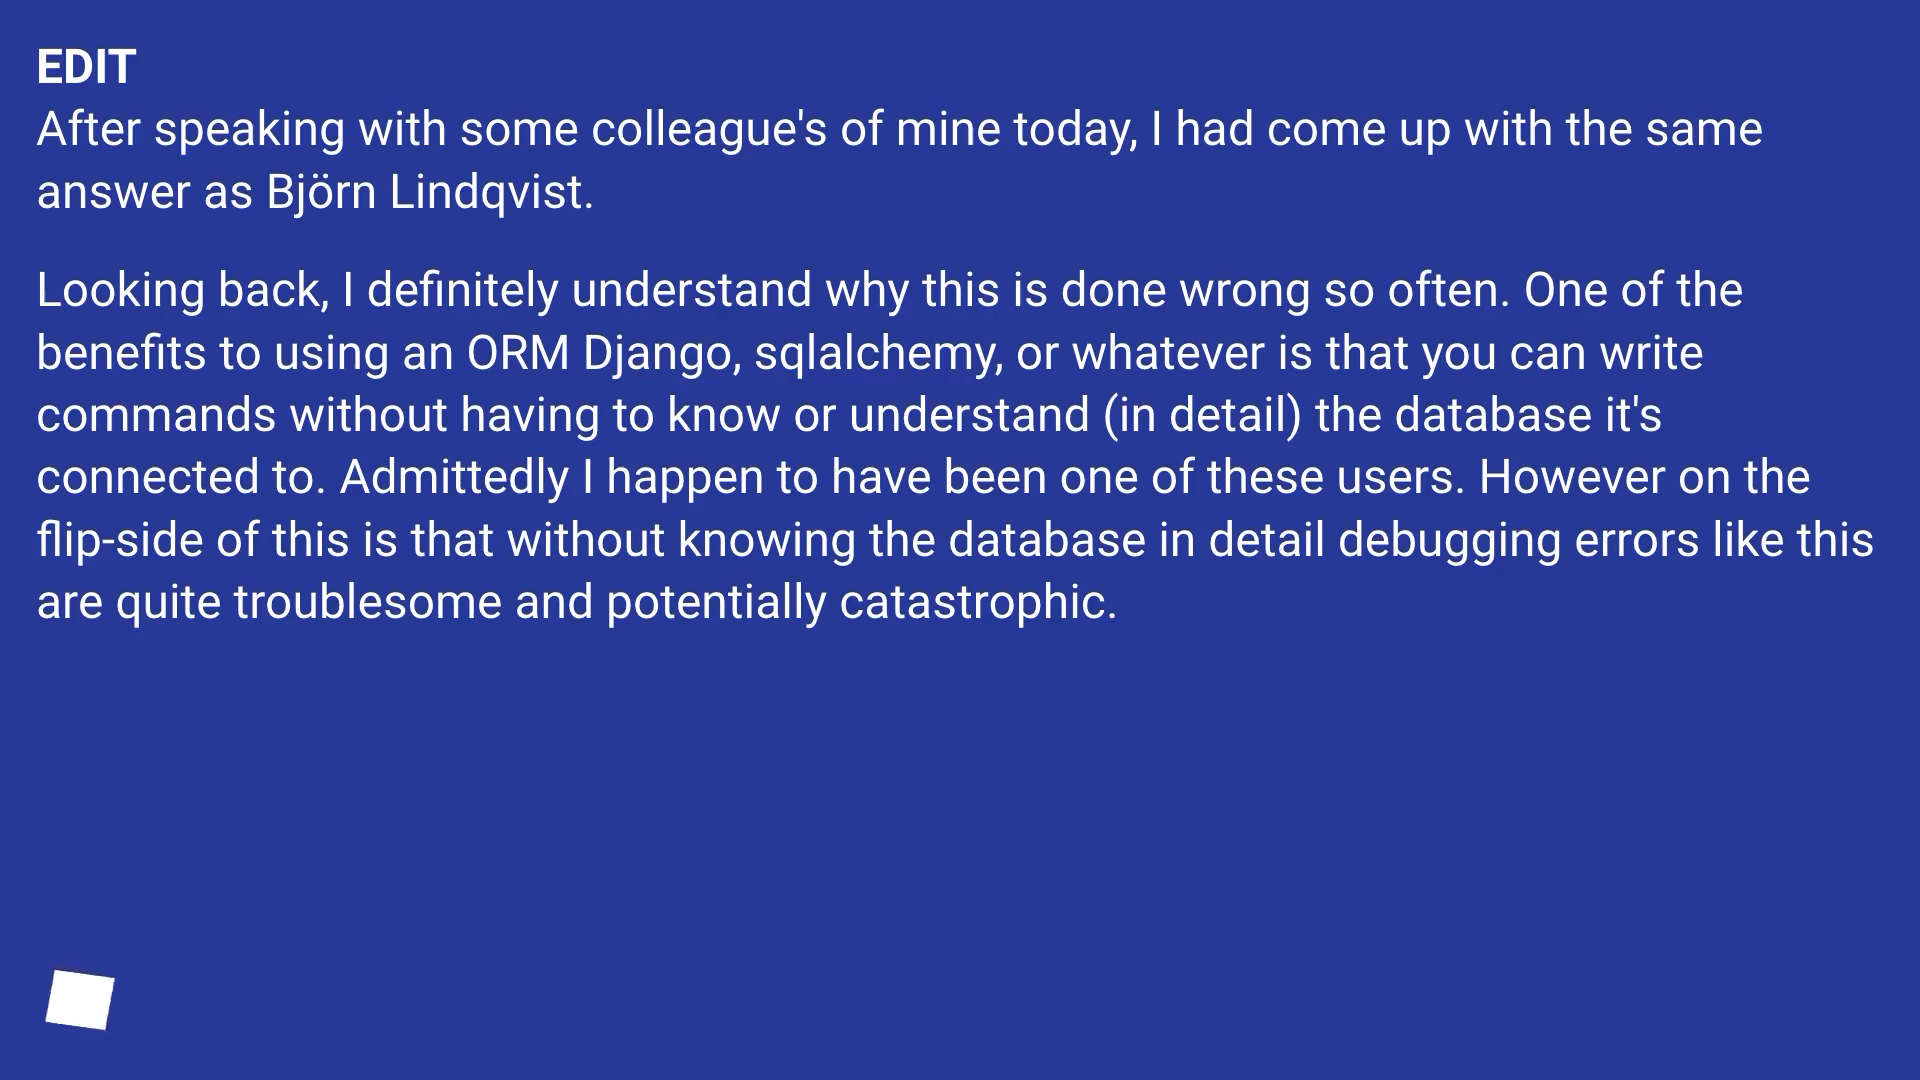 EDIT
After speaking with some colleague's of mine today, I had come up with the same
answer as Björn Lindqvist.
Looking back, I definitely understand why this is done wrong so often. One of the
benefits to using an ORM Django, sqlalchemy, or whatever is that you can write
commands without having to know or understand (in detail) the database it's
connected to. Admittedly I happen to have been one of these users. However on the
flip-side of this is that without knowing the database in detail debugging errors like this
are quite troublesome and potentially catastrophic.